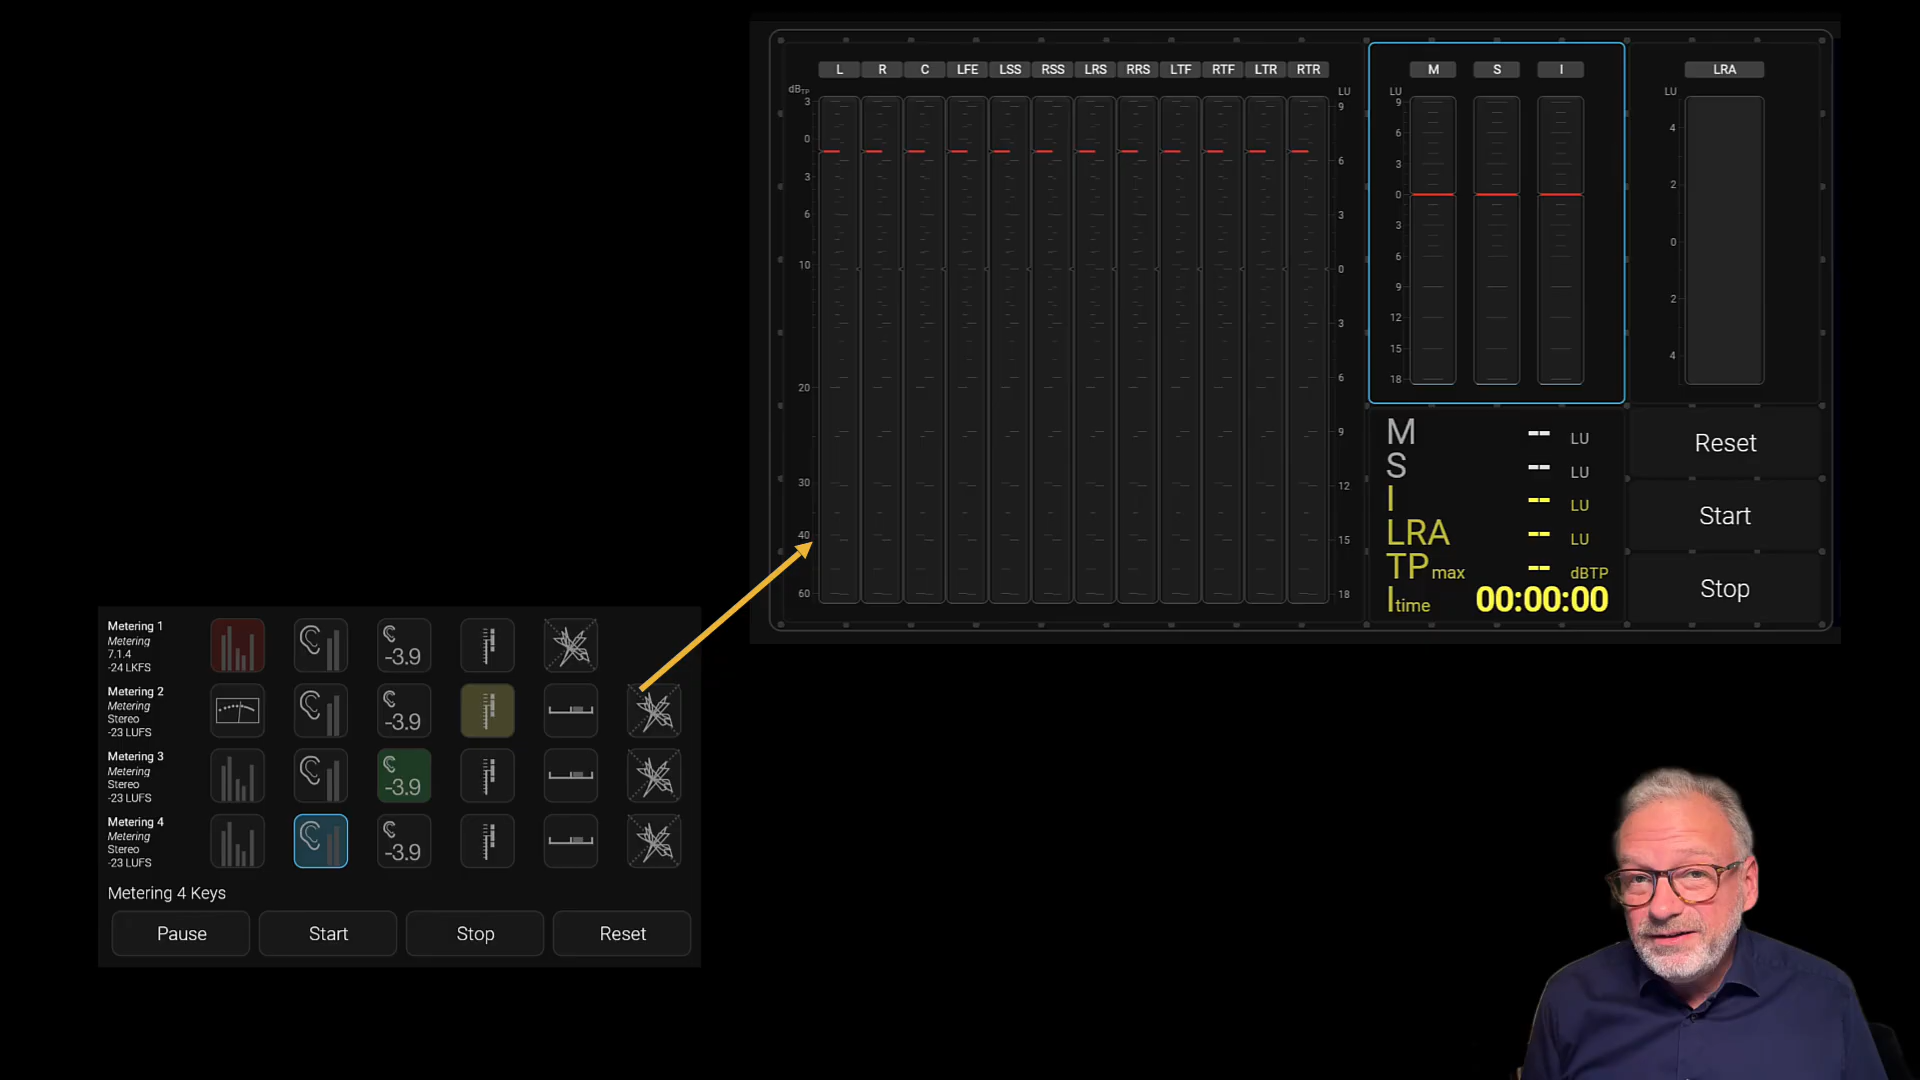 L R C LFE LSS RSS LRS RRS LTF RTF LTR RTR
dBTP
3
0
3
6
10
20
30
40
60
LU
9
6
3
0
3
6
9
12
15
18
M S I
LU
9
6
3
0
3
6
9
12
15
18
LRA
LU
4
2
0
2
4
M -- LU
S -- LU
I -- LU
LRA -- LU
TPmax -- dBTP
Itime 00:00:00
Reset
Start
Stop
Metering 1
Metering
7.1.4
-24 LKFS
-3.9
Metering 2
Metering
Stereo
-23 LUFS
-3.9
Metering 3
Metering
Stereo
-23 LUFS
-3.9
Metering 4
Metering
Stereo
-23 LUFS
-3.9
Metering 4 Keys
Pause Start Stop Reset